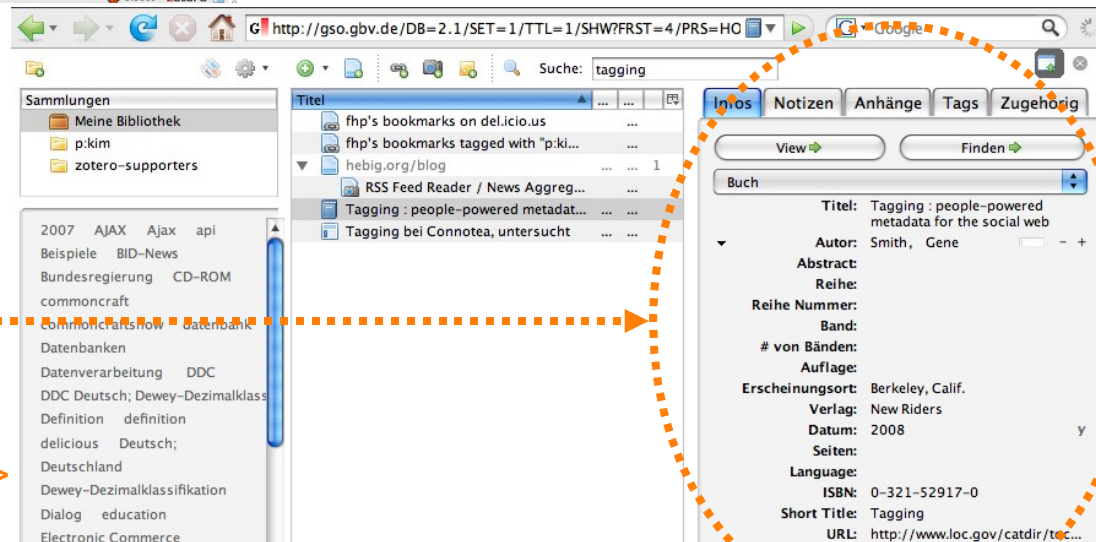 G http://gso.gbv.de/DB=2.1/SET=1/TTL=1/SHW?FRST=4/PRS=HO
G Google
Suche: tagging
Sammlungen
Meine Bibliothek
p:kim
zotero-supporters
2007 AJAX Ajax api
Beispiele BID-News
Bundesregierung CD-ROM
commoncraft
commoncraftshow datenbank
Datenbanken
Datenverarbeitung DDC
DDC Deutsch; Dewey-Dezimalklass
Definition definition
delicious Deutsch;
Deutschland
Dewey-Dezimalklassifikation
Dialog education
Electronic Commerce
Titel ... ...
fhp's bookmarks on del.icio.us ...
fhp's bookmarks tagged with "p:ki... ...
hebig.org/blog ... ... 1
RSS Feed Reader / News Aggreg... ...
Tagging : people-powered metadat... ... ...
Tagging bei Connotea, untersucht ... ...
Infos Notizen Anhänge Tags Zugehörig
View Finden
Buch
Titel: Tagging : people-powered
metadata for the social web
Autor: Smith, Gene - +
Abstract:
Reihe:
Reihe Nummer:
Band:
# von Bänden:
Auflage:
Erscheinungsort: Berkeley, Calif.
Verlag: New Riders
Datum: 2008 y
Seiten:
Language:
ISBN: 0-321-52917-0
Short Title: Tagging
URL: http://www.loc.gov/catdir/toc...